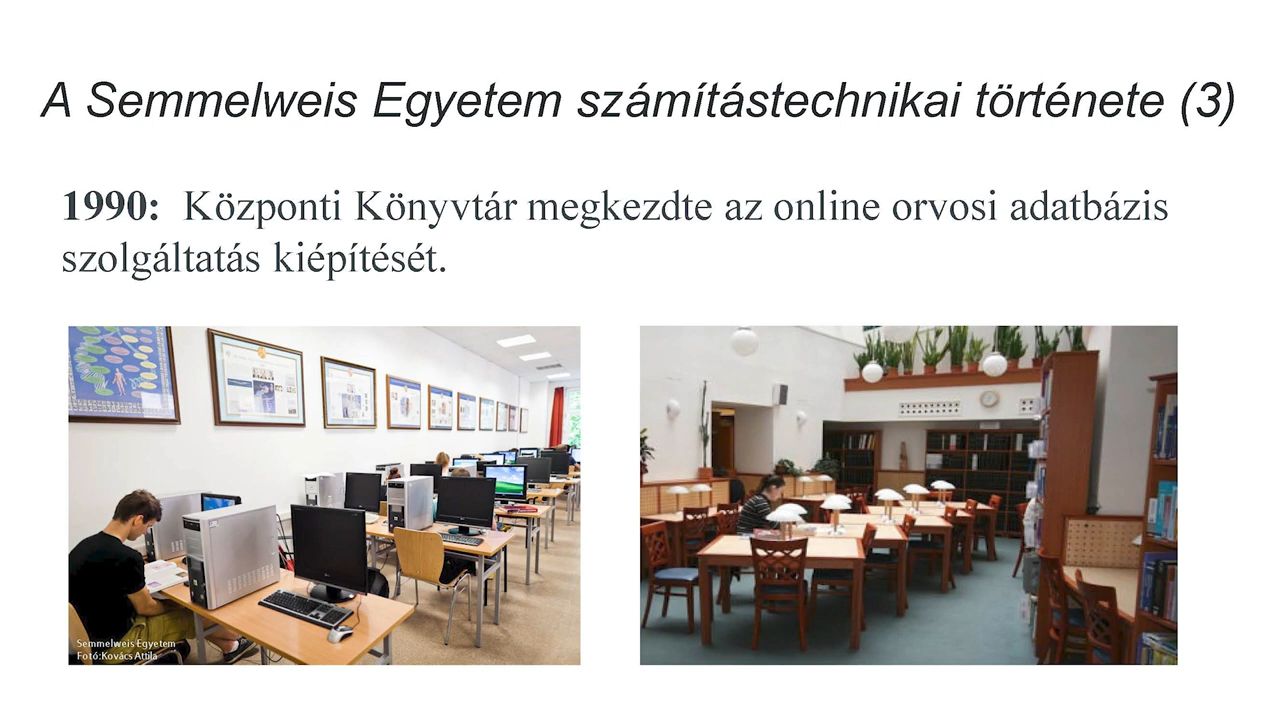 A Semmelweis Egyetem számítástechnikai története (3)
1990: Központi Könyvtár megkezdte az online orvosi adatbázis
szolgáltatás kiépítését.
Semmelweis Egyetem
Fotó:Kovács Attila